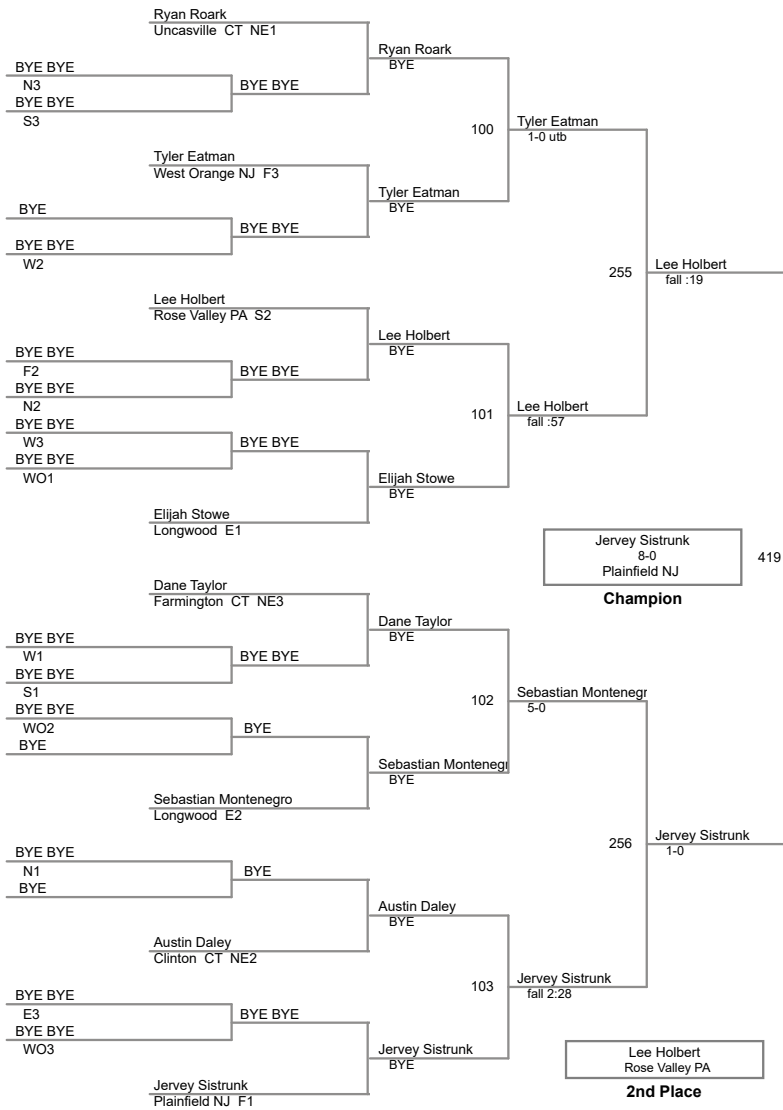 Ryan Roark
Uncasville CT NE1
Ryan Roark
BYE
BYE BYE
N3
BYE BYE
BYE BYE
S3
100
Tyler Eatman
1-0 utb
Tyler Eatman
West Orange NJ F3
Tyler Eatman
BYE
BYE
BYE BYE
BYE BYE
W2
255
Lee Holbert
fall :19
Lee Holbert
Rose Valley PA S2
Lee Holbert
BYE
BYE BYE
F2
BYE BYE
BYE BYE
N2
101
Lee Holbert
fall :57
BYE BYE
W3
BYE BYE
BYE BYE
WO1
Elijah Stowe
BYE
Elijah Stowe
Longwood E1
Jervey Sistrunk
8-0
Plainfield NJ
419
Champion
Dane Taylor
Farmington CT NE3
Dane Taylor
BYE
BYE BYE
W1
BYE BYE
BYE BYE
S1
102
Sebastian Montenegr
5-0
BYE BYE
WO2
BYE
BYE
Sebastian Montenegr
BYE
Sebastian Montenegro
Longwood E2
256
Jervey Sistrunk
1-0
BYE BYE
N1
BYE
BYE
Austin Daley
BYE
Austin Daley
Clinton CT NE2
103
Jervey Sistrunk
fall 2:28
BYE BYE
E3
BYE BYE
BYE BYE
WO3
Jervey Sistrunk
BYE
Jervey Sistrunk
Plainfield NJ F1
Lee Holbert
Rose Valley PA
2nd Place